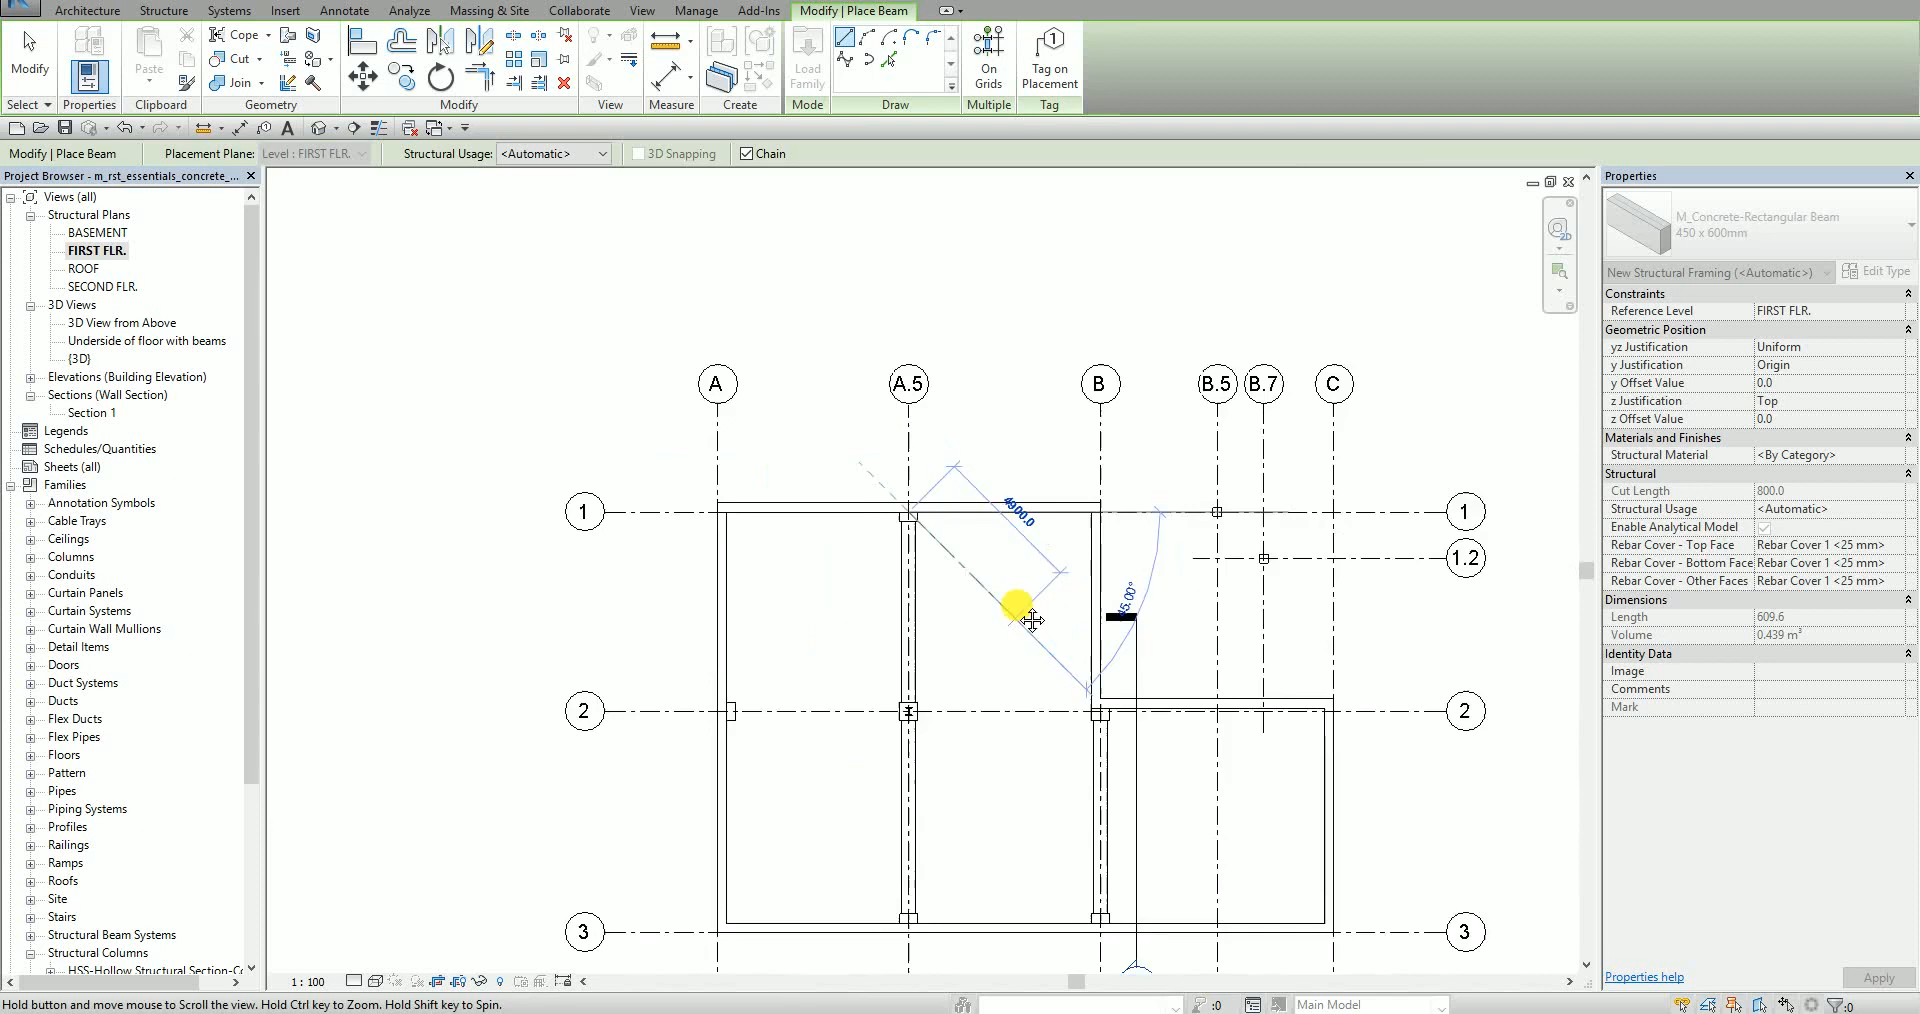 Architecture Structure Systems Insert Annotate Analyze Massing & Site Collaborate View Manage Add-Ins Modify | Place Beam
Modify
Paste
Cope
Cut
Join
Load Family
On Grids
Tag on Placement
Select Properties Clipboard Geometry Modify View Measure Create Mode Draw Multiple Tag
Modify | Place Beam Placement Plane: Level : FIRST FLR. Structural Usage: <Automatic> 3D Snapping Chain
Project Browser - m_rst_essentials_concrete_...
Views (all)
Structural Plans
BASEMENT
FIRST FLR.
ROOF
SECOND FLR.
3D Views
3D View from Above
Underside of floor with beams
{3D}
Elevations (Building Elevation)
Sections (Wall Section)
Section 1
Legends
Schedules/Quantities
Sheets (all)
Families
Annotation Symbols
Cable Trays
Ceilings
Columns
Conduits
Curtain Panels
Curtain Systems
Curtain Wall Mullions
Detail Items
Doors
Duct Systems
Ducts
Flex Ducts
Flex Pipes
Floors
Pattern
Pipes
Piping Systems
Profiles
Railings
Ramps
Roofs
Site
Stairs
Structural Beam Systems
Structural Columns
HSS-Hollow Structural Section-Co
2D
A A.5 B B.5 B.7 C
4900.0
45.00°
1 1
1.2
2 2
3 3
1 : 100
Properties
M_Concrete-Rectangular Beam
450 x 600mm
New Structural Framing (<Automatic>) Edit Type
Constraints
Reference Level FIRST FLR.
Geometric Position
yz Justification Uniform
y Justification Origin
y Offset Value 0.0
z Justification Top
z Offset Value 0.0
Materials and Finishes
Structural Material <By Category>
Structural
Cut Length 800.0
Structural Usage <Automatic>
Enable Analytical Model
Rebar Cover - Top Face Rebar Cover 1 <25 mm>
Rebar Cover - Bottom Face Rebar Cover 1 <25 mm>
Rebar Cover - Other Faces Rebar Cover 1 <25 mm>
Dimensions
Length 609.6
Volume 0.439 m³
Identity Data
Image
Comments
Mark
Properties help Apply
Hold button and move mouse to Scroll the view. Hold Ctrl key to Zoom. Hold Shift key to Spin. :0 Main Model :0